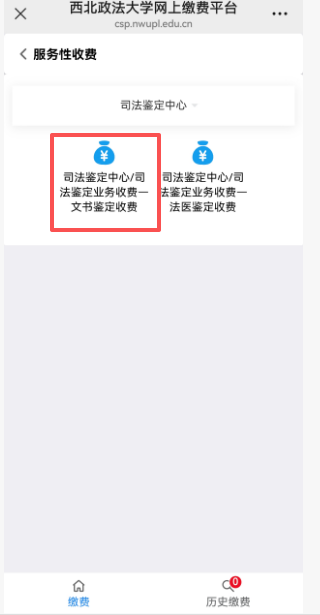 西北政法大学网上缴费平台
csp.nwupl.edu.cn
服务性收费
司法鉴定中心
司法鉴定中心/司
法鉴定业务收费—
文书鉴定收费
司法鉴定中心/司
法鉴定业务收费—
法医鉴定收费
缴费
0
历史缴费